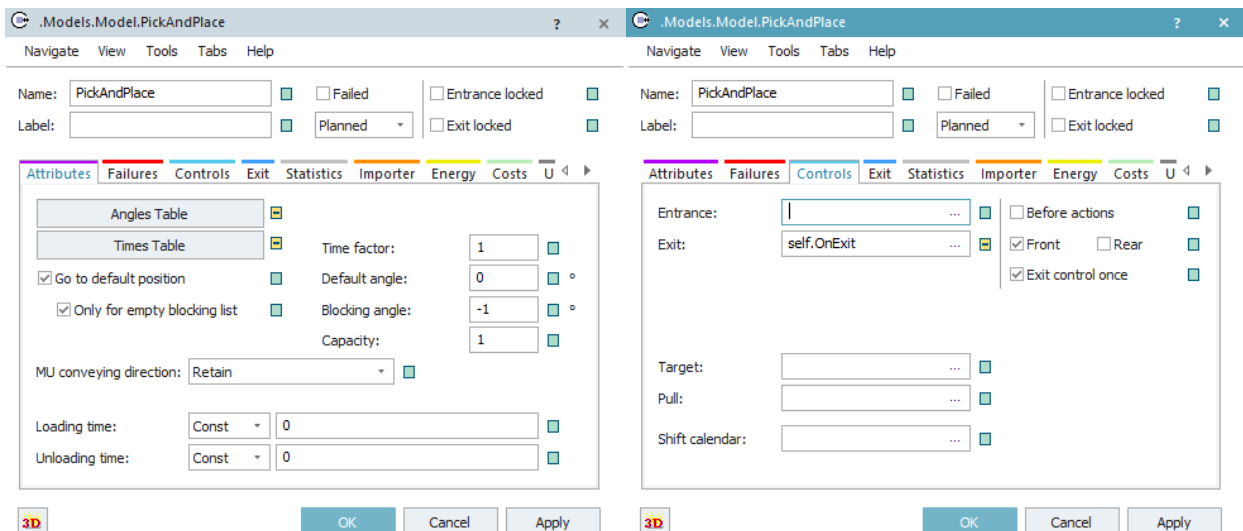 .Models.Model.PickAndPlace ? ×
Navigate View Tools Tabs Help
Name: PickAndPlace Failed Entrance locked
Label: Planned Exit locked
Attributes Failures Controls Exit Statistics Importer Energy Costs U
Angles Table
Times Table Time factor: 1
Go to default position Default angle: 0 °
Only for empty blocking list Blocking angle: -1 °
Capacity: 1
MU conveying direction: Retain
Loading time: Const 0
Unloading time: Const 0
3D OK Cancel Apply
.Models.Model.PickAndPlace ? ×
Navigate View Tools Tabs Help
Name: PickAndPlace Failed Entrance locked
Label: Planned Exit locked
Attributes Failures Controls Exit Statistics Importer Energy Costs U
Entrance: ... Before actions
Exit: self.OnExit ... Front Rear
Exit control once
Target: ...
Pull: ...
Shift calendar: ...
3D OK Cancel Apply